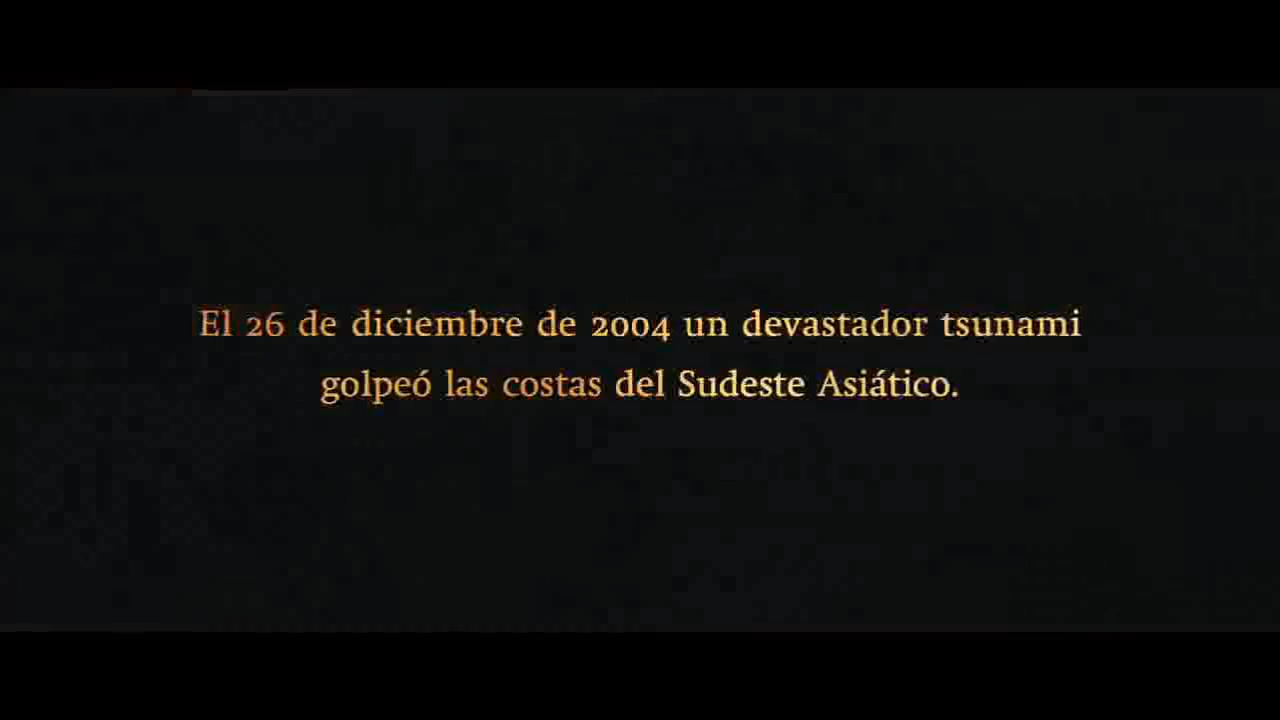 El 26 de diciembre de 2004 un devastador tsunami
golpeó las costas del Sudeste Asiático.